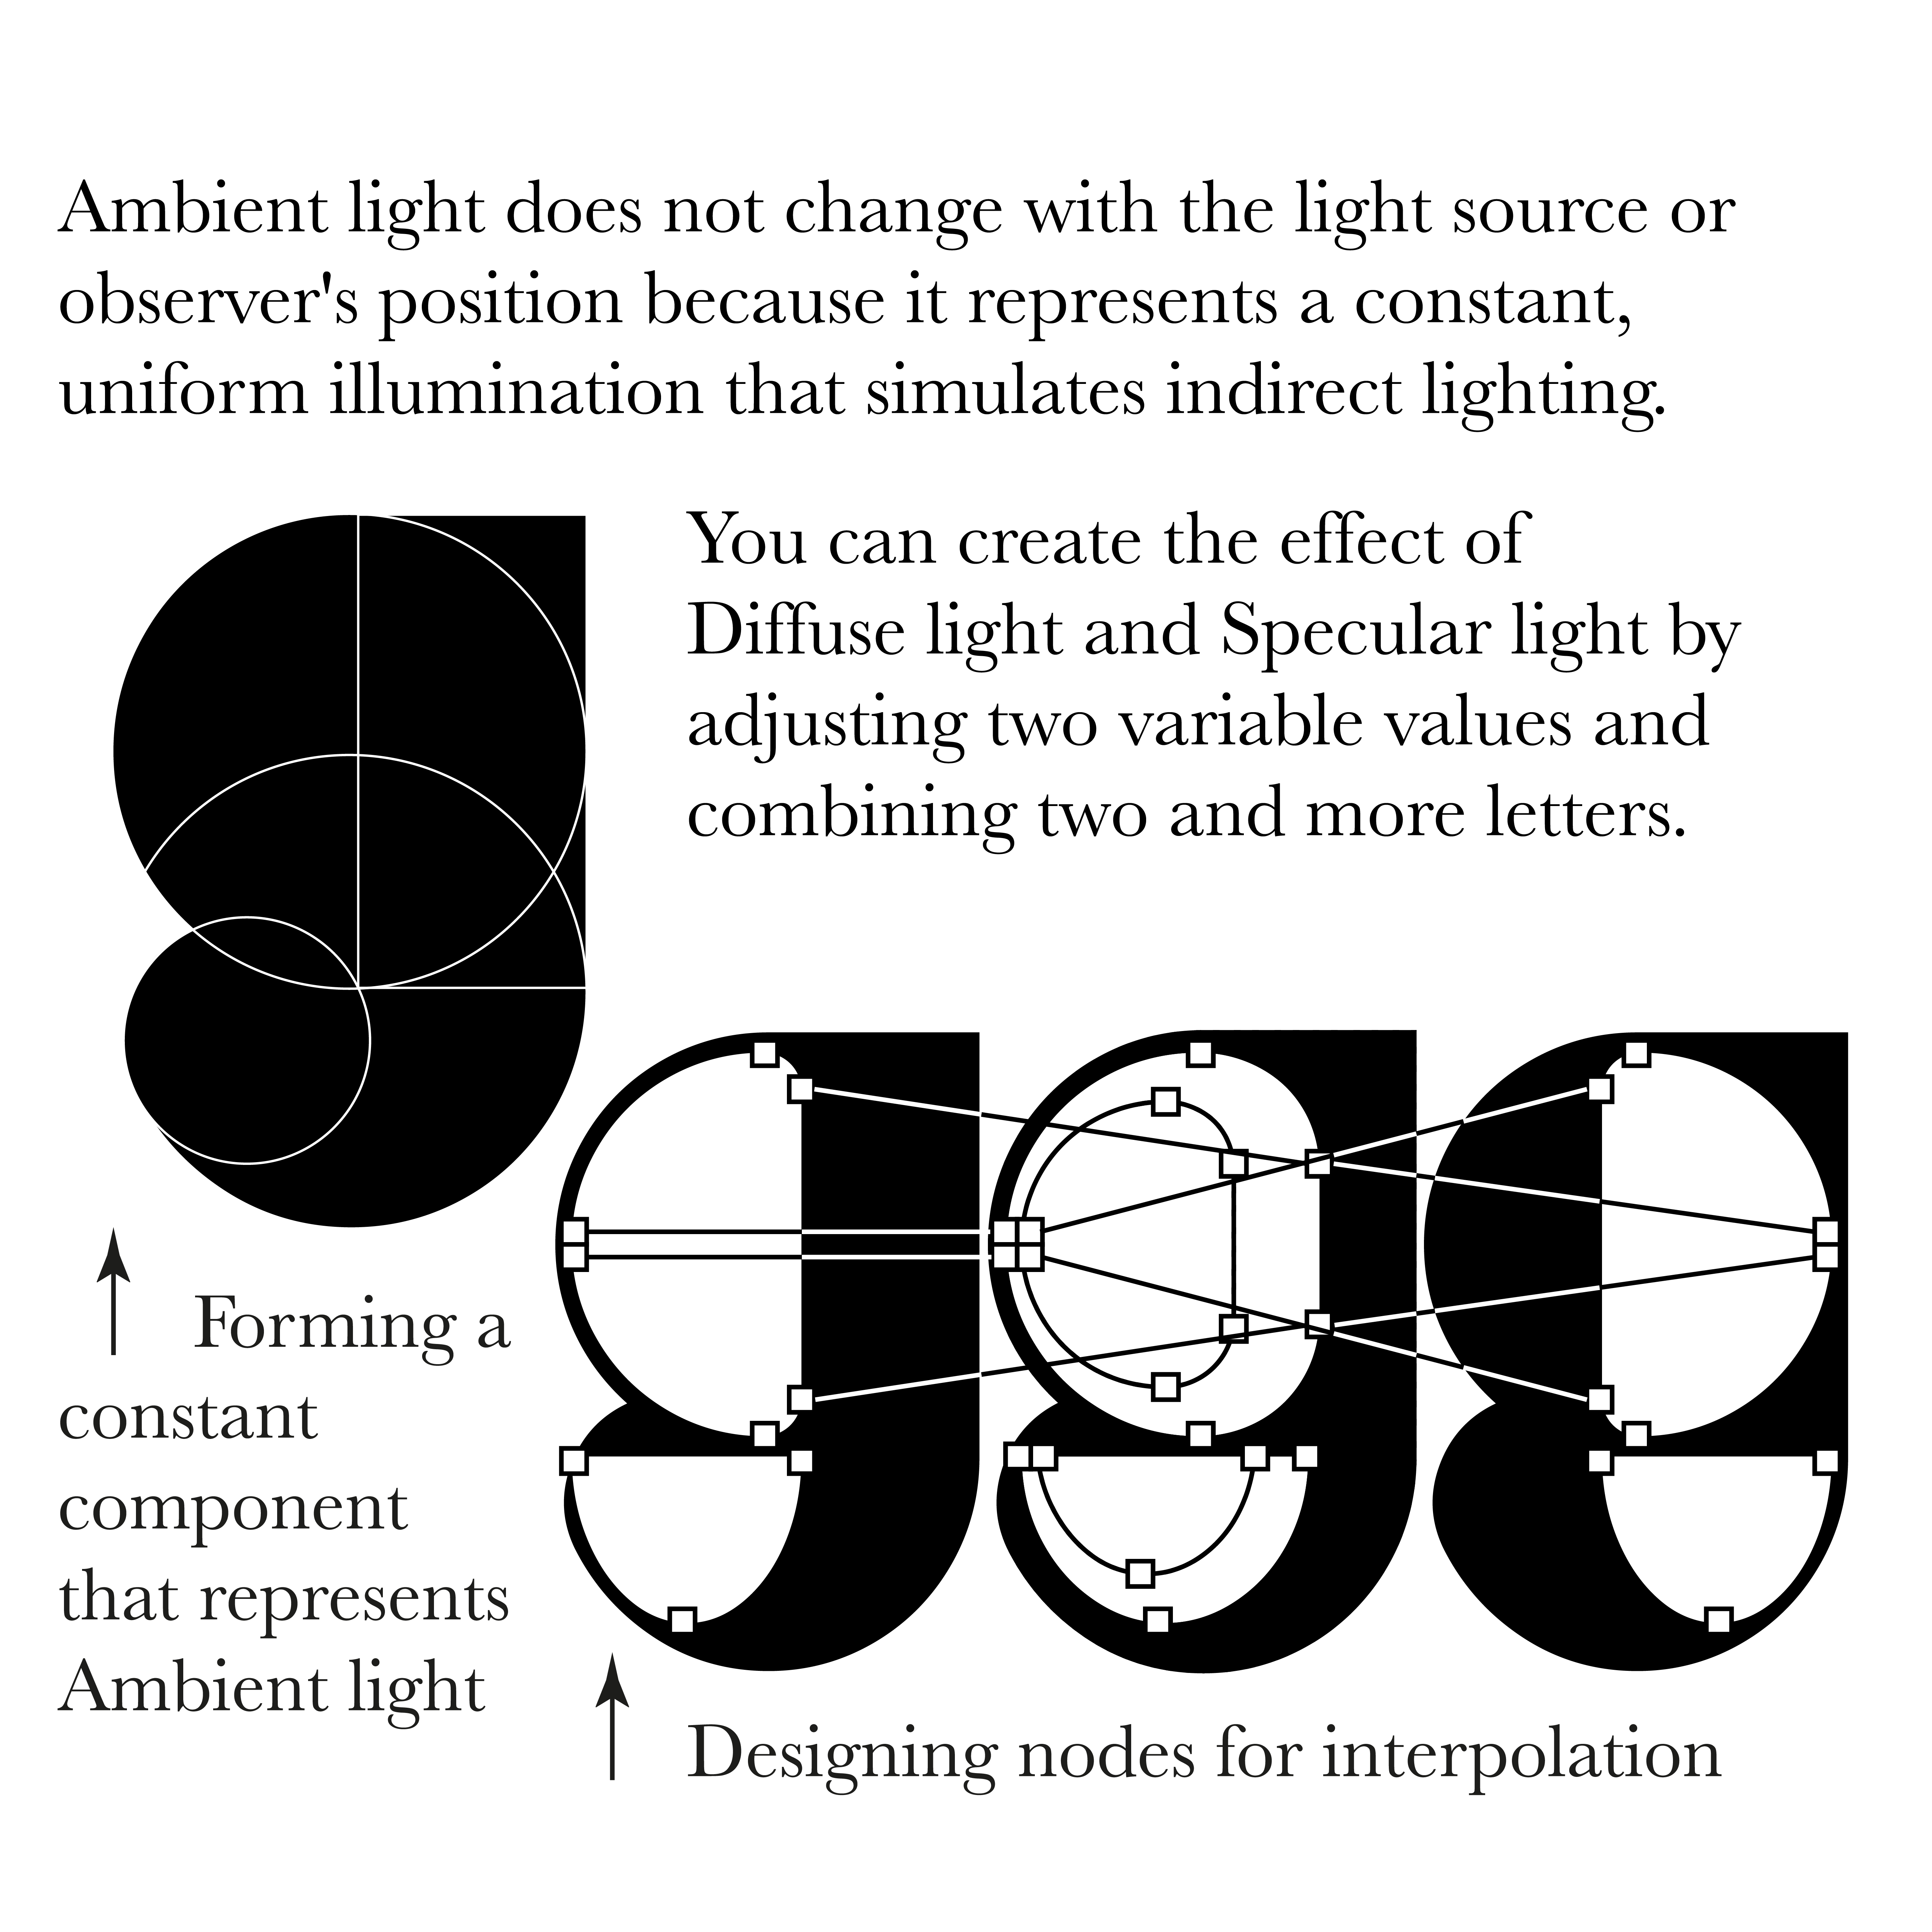 Ambient light does not change with the light source or
observer's position because it represents a constant,
uniform illumination that simulates indirect lighting.
You can create the effect of
Diffuse light and Specular light by
adjusting two variable values and
combining two and more letters.
Forming a
constant
component
that represents
Ambient light
Designing nodes for interpolation